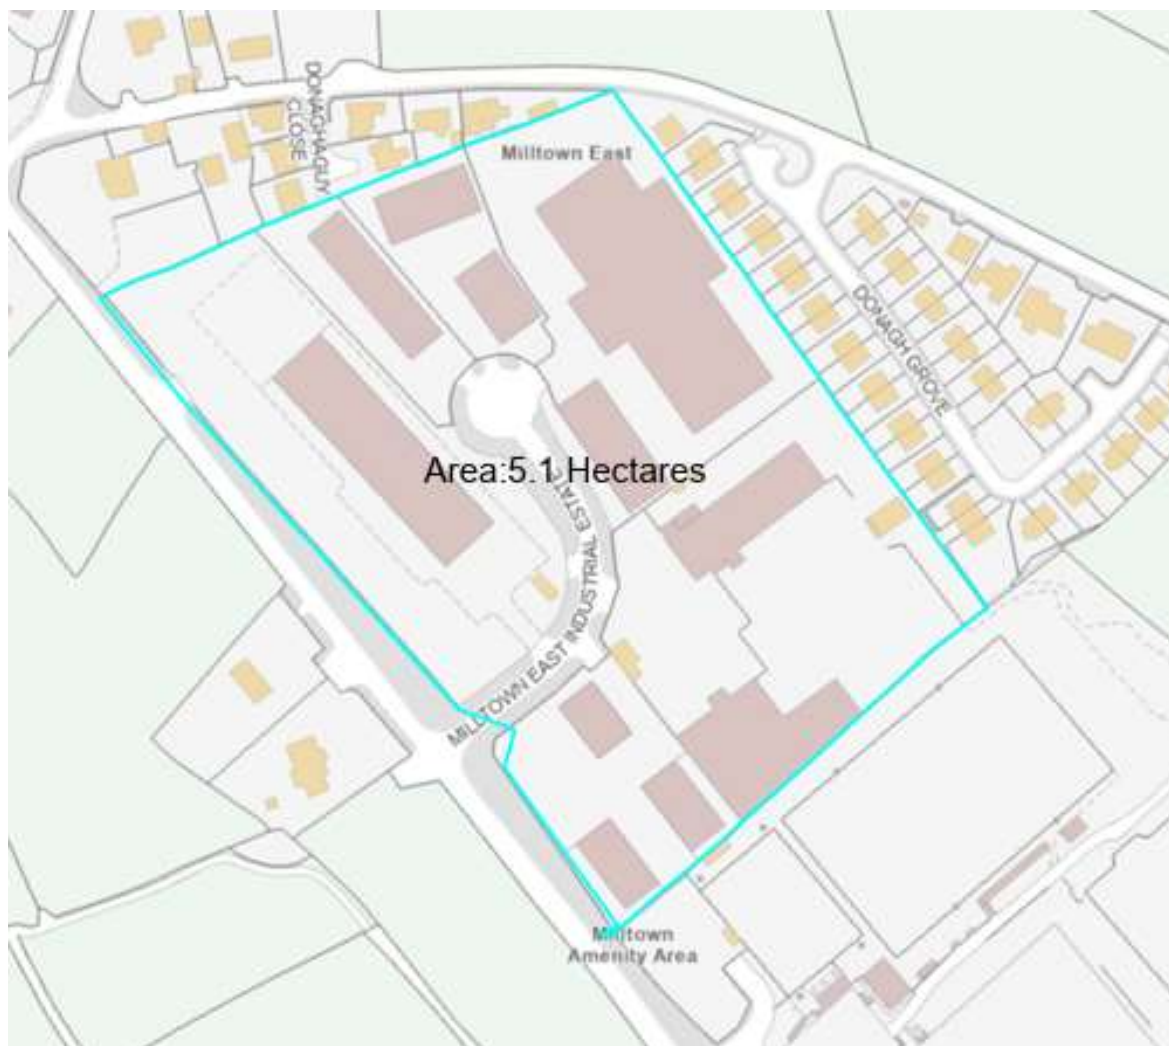 DONAGHAGUY
CLOSE
Milltown East
DONAGH GROVE
Area:5.1 Hectares
MILLTOWN EAST INDUSTRIAL ESTATE
Milltown
Amenity Area